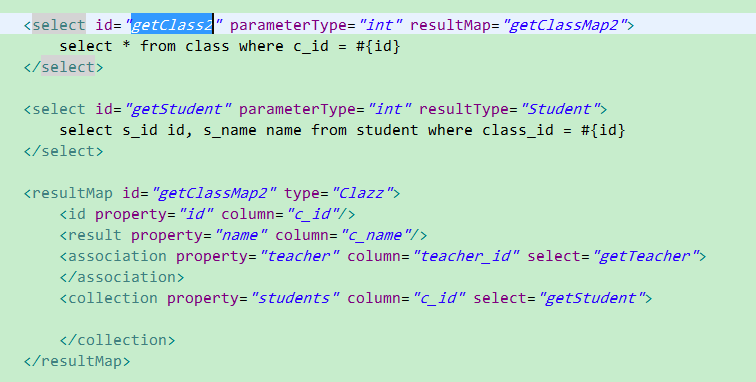 <select id="getClass2" parameterType="int" resultMap="getClassMap2">
select * from class where c_id = #{id}
</select>
<select id="getStudent" parameterType="int" resultType="Student">
select s_id id, s_name name from student where class_id = #{id}
</select>
<resultMap id="getClassMap2" type="Clazz">
<id property="id" column="c_id"/>
<result property="name" column="c_name"/>
<association property="teacher" column="teacher_id" select="getTeacher">
</association>
<collection property="students" column="c_id" select="getStudent">
</collection>
</resultMap>